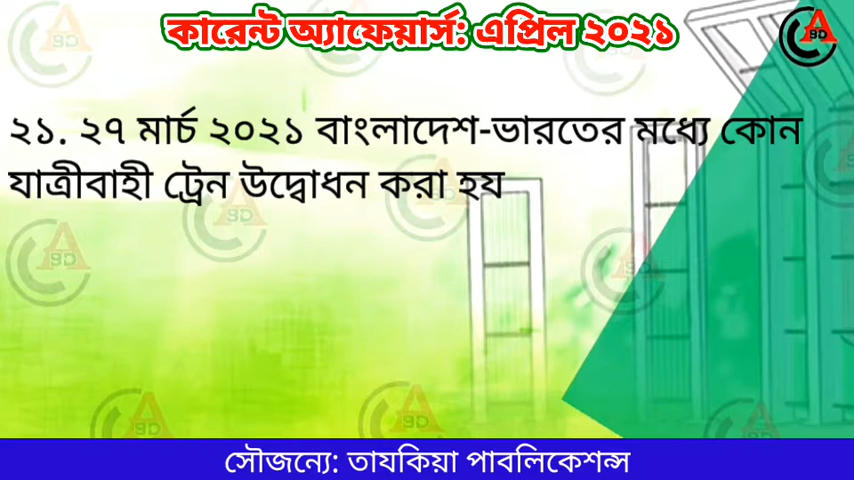 কারেন্ট অ্যাফেয়ার্স: এপ্রিল ২০২১
২১. ২৭ মার্চ ২০২১ বাংলাদেশ-ভারতের মধ্যে কোন
যাত্রীবাহী ট্রেন উদ্বোধন করা হয
সৌজন্যে: তাযকিয়া পাবলিকেশন্স